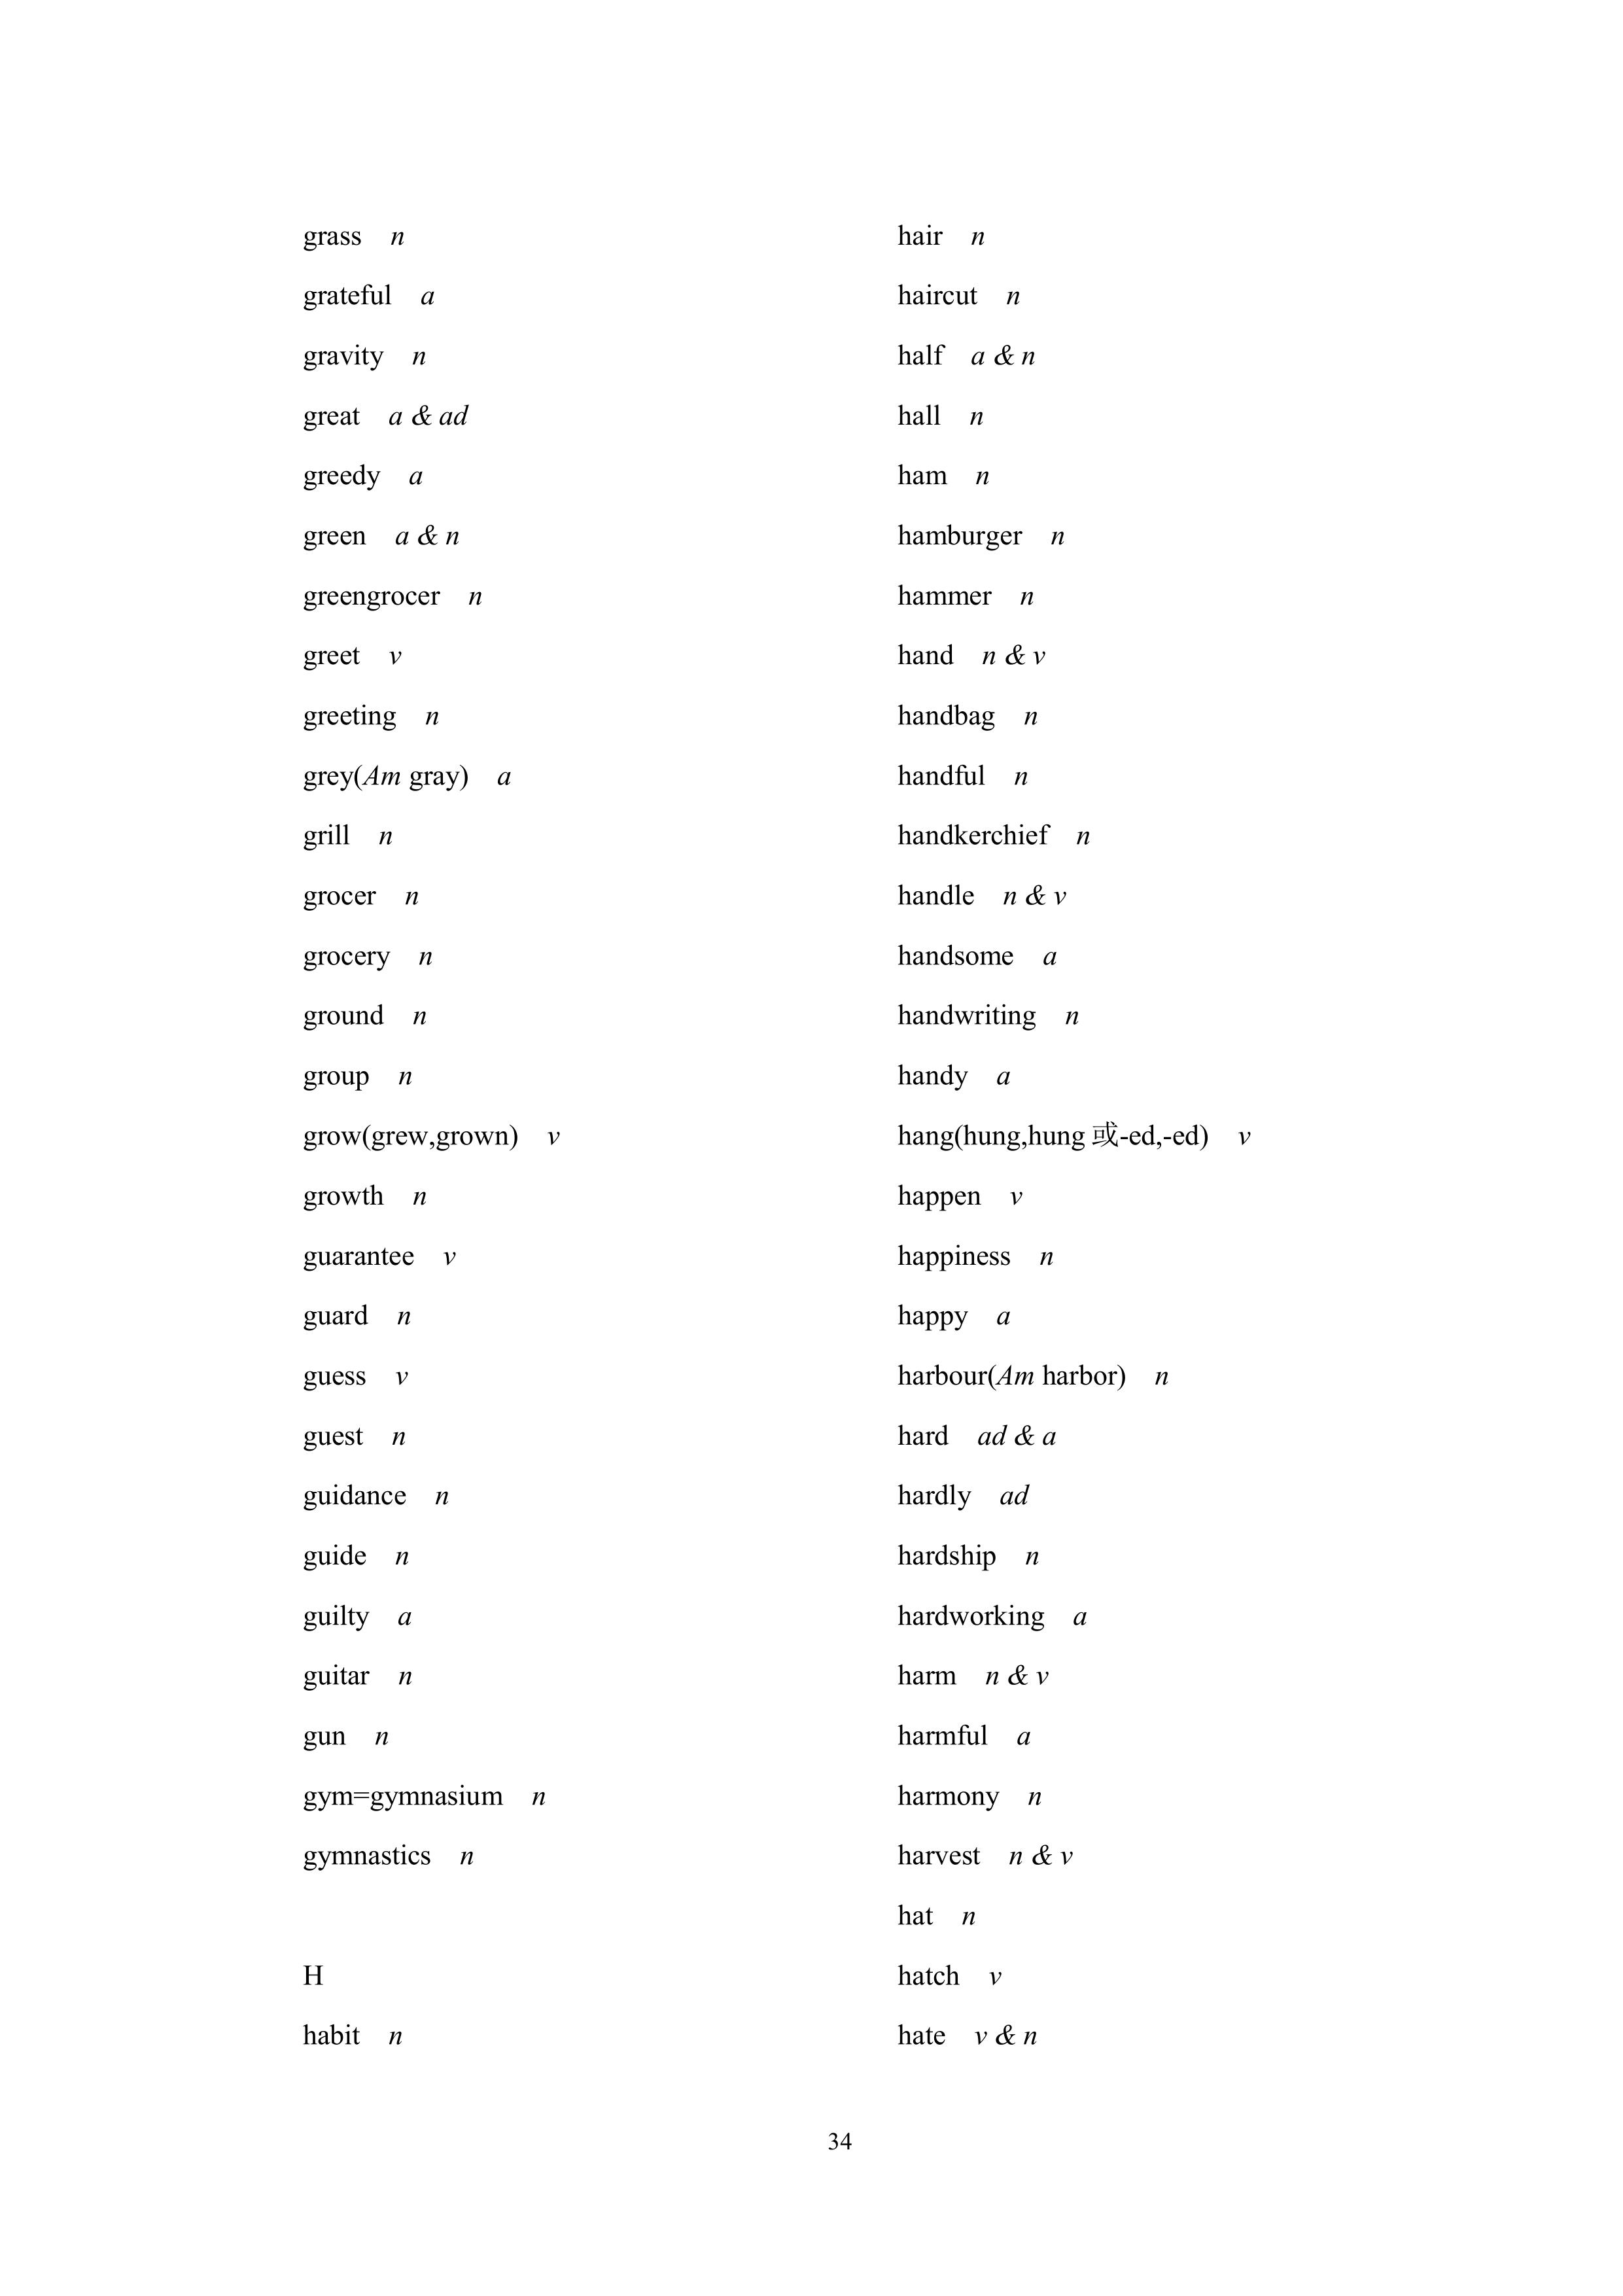 grass n
grateful a
gravity n
great a & ad
greedy a
green a & n
greengrocer n
greet v
greeting n
grey(Am gray) a
grill n
grocer n
grocery n
ground n
group n
grow(grew,grown) v
growth n
guarantee v
guard n
guess v
guest n
guidance n
guide n
guilty a
guitar n
gun n
gym=gymnasium n
gymnastics n
H
habit n
hair n
haircut n
half a & n
hall n
ham n
hamburger n
hammer n
hand n & v
handbag n
handful n
handkerchief n
handle n & v
handsome a
handwriting n
handy a
hang(hung,hung 或-ed,-ed) v
happen v
happiness n
happy a
harbour(Am harbor) n
hard ad & a
hardly ad
hardship n
hardworking a
harm n & v
harmful a
harmony n
harvest n & v
hat n
hatch v
hate v & n
34